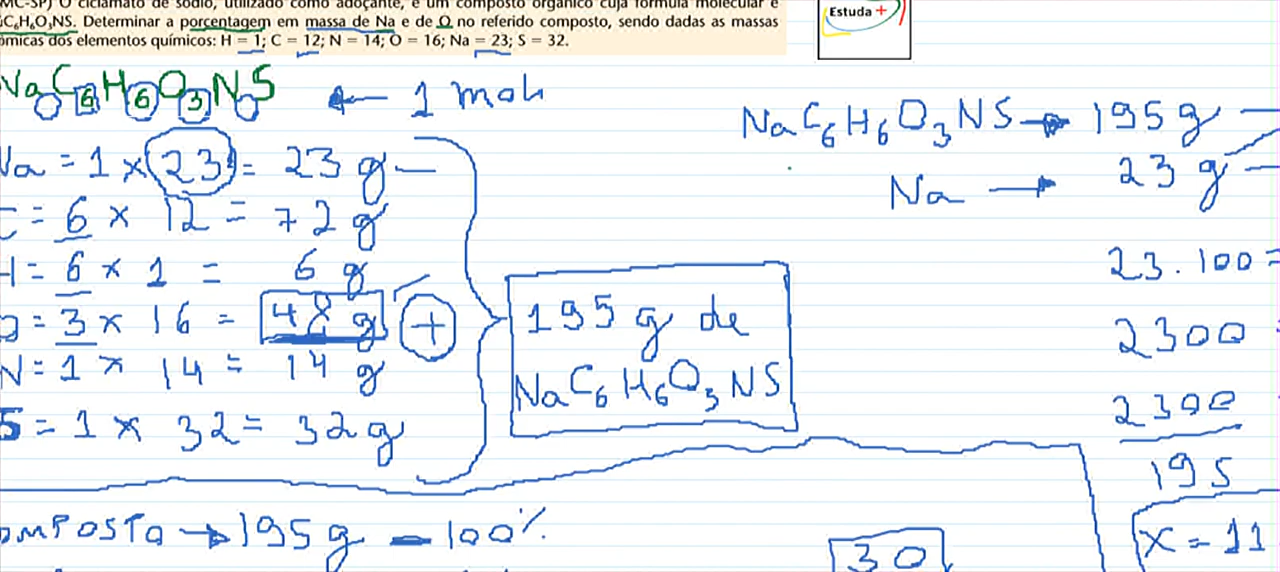 MC-SP) O ciclamato de sódio, utilizado como adoçante, é um composto orgânico cuja fórmula molecular é
C₆H₆O₃NS. Determinar a porcentagem em massa de Na e de O no referido composto, sendo dadas as massas
ômicas dos elementos químicos: H = 1; C = 12; N = 14; O = 16; Na = 23; S = 32.
Estuda +
NaC₆H₆O₃NS ← 1 mol
Na = 1 × 23 = 23 g
C = 6 × 12 = 72 g
H = 6 × 1 = 6 g
O = 3 × 16 = 48 g +
N = 1 × 14 = 14 g
S = 1 × 32 = 32 g
195 g de
NaC₆H₆O₃NS
NaC₆H₆O₃NS → 195 g
Na → 23 g
23 . 100 =
2300
2300
195
x = 11
omposto → 195 g - 100%
30